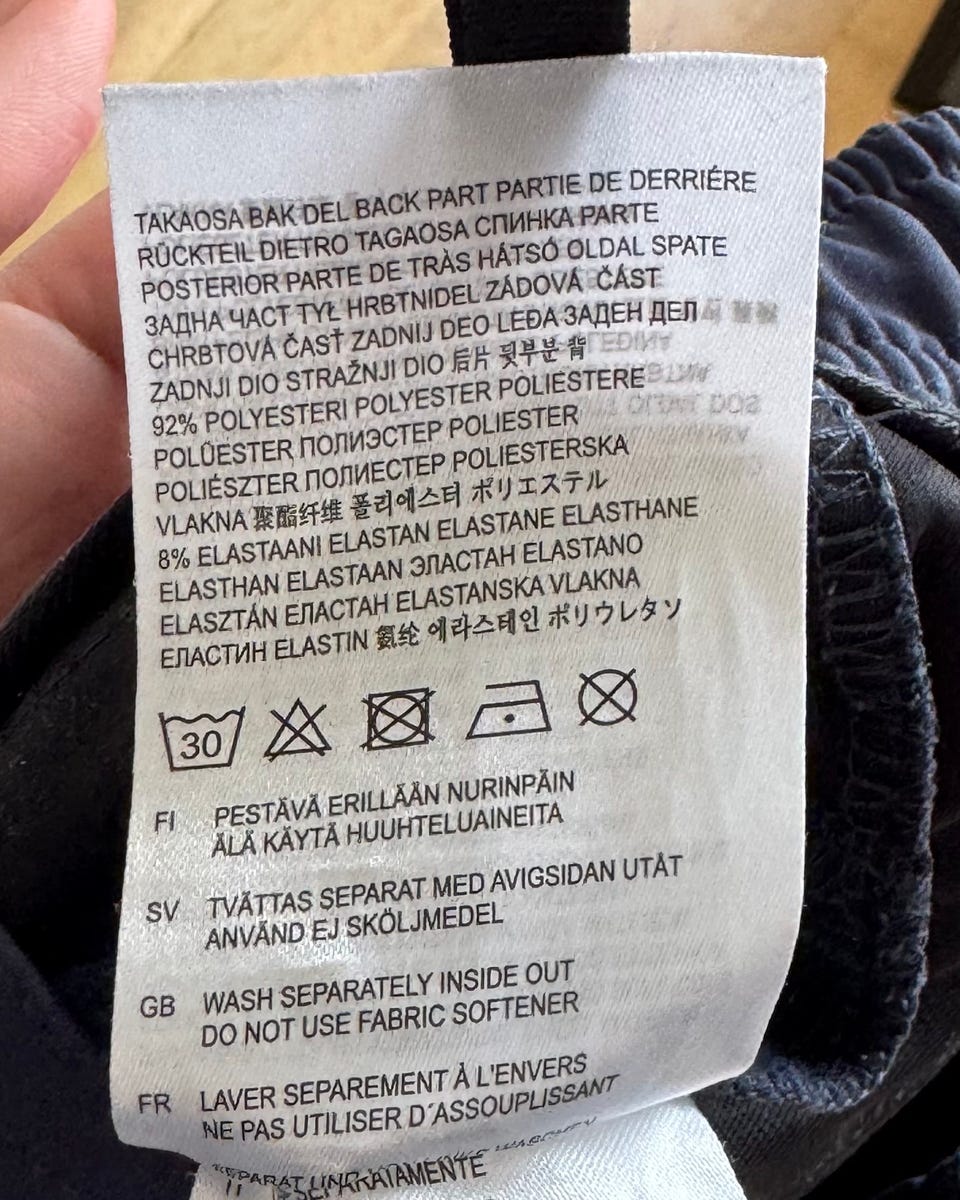 TAKAOSA BAK DEL BACK PART PARTIE DE DERRIÉRE
RÜCKTEIL DIETRO TAGAOSA СПИНКА PARTE
POSTERIOR PARTE DE TRÀS HÁTSÓ OLDAL SPATE
ЗАДНА ЧАСТ TYŁ HRBTNIDEL ZÁDOVÁ ČÁST
CHRBTOVÁ ČASŤ ZADNIJ DEO LEĐA ЗАДЕН ДЕЛ
ZADNJI DIO STRAŽNJI DIO 后片 뒷부분 背
92% POLYESTERI POLYESTER POLIESTERE
POLÜESTER ПОЛИЭСТЕР POLIESTER
POLIÉSZTER ПОЛИЕСТЕР POLIESTERSKA
VLAKNA 聚酯纤维 폴리에스터 ポリエステル
8% ELASTAANI ELASTAN ELASTANE ELASTHANE
ELASTHAN ELASTAAN ЭЛАСТАН ELASTANO
ELASZTÁN ЕЛАСТАН ELASTANSKA VLAKNA
ЕЛАСТИН ELASTIN 氨纶 에라스테인 ポリウレタソ
30
FI PESTÄVÄ ERILLÄÄN NURINPÄIN
ÄLÄ KÄYTÄ HUUHTELUAINEITA
SV TVÄTTAS SEPARAT MED AVIGSIDAN UTÅT
ANVÄND EJ SKÖLJMEDEL
GB WASH SEPARATELY INSIDE OUT
DO NOT USE FABRIC SOFTENER
FR LAVER SEPAREMENT À L'ENVERS
NE PAS UTILISER D´ASSOUPLISSANT